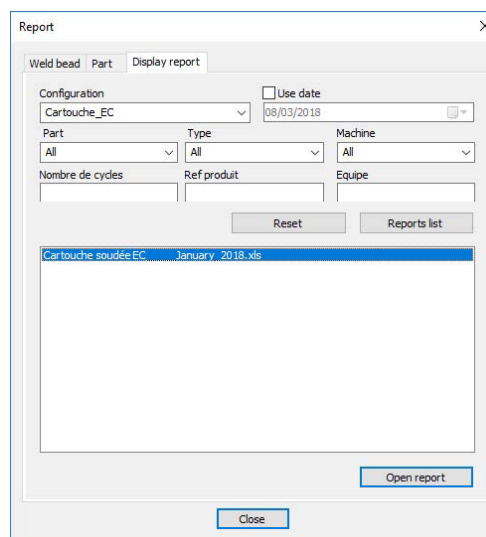 Report
Weld bead Part Display report
Configuration Use date
Cartouche_EC 08/03/2018
Part Type Machine
All All All
Nombre de cycles Ref produit Equipe
Reset Reports list
Cartouche soudée EC January 2018.xls
Open report
Close